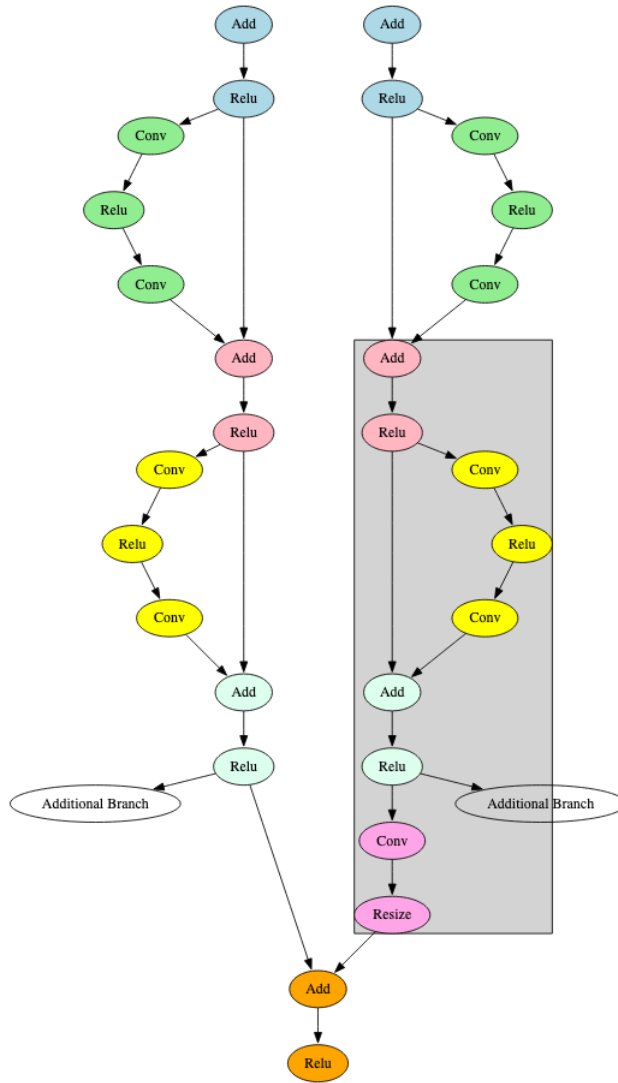 Add
Add
Relu
Relu
Conv
Conv
Relu
Relu
Conv
Conv
Add
Add
Relu
Relu
Conv
Conv
Relu
Relu
Conv
Conv
Add
Add
Relu
Relu
Additional Branch
Additional Branch
Conv
Resize
Add
Relu